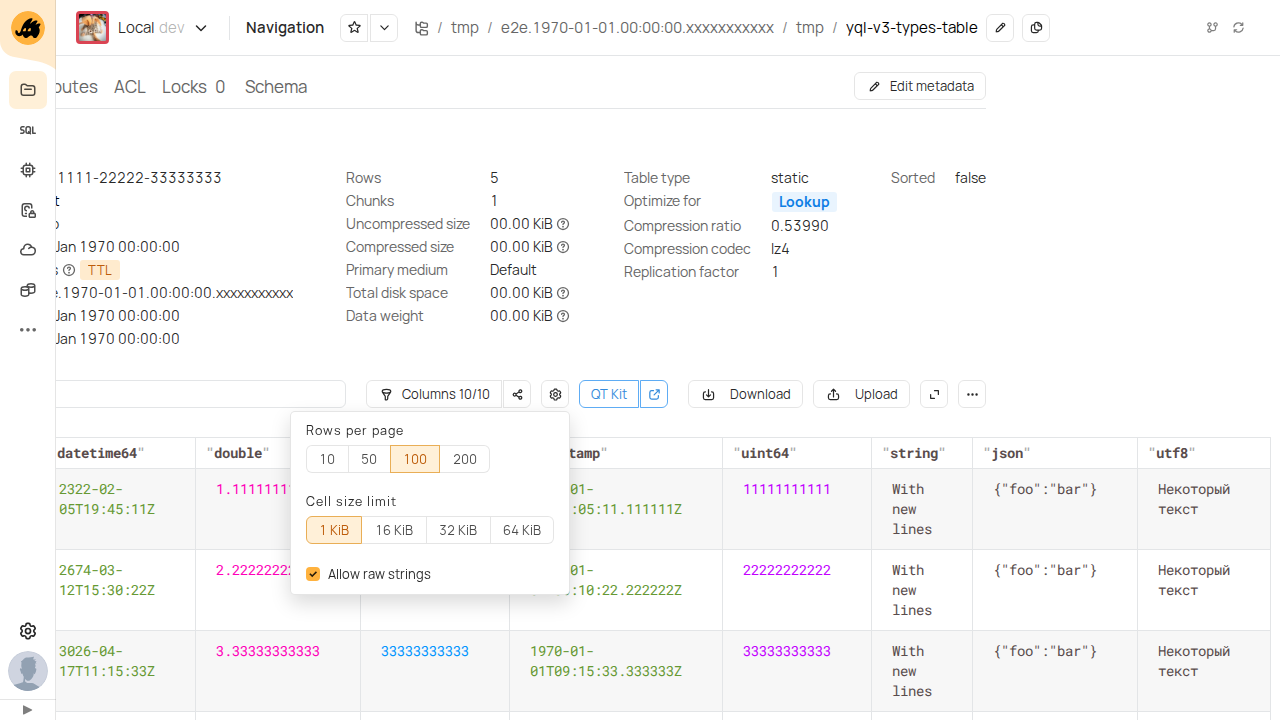 Local dev
Navigation
/ tmp / e2e.1970-01-01.00:00:00.xxxxxxxxxxx / tmp / yql-v3-types-table
SQL
butes ACL Locks 0 Schema
Edit metadata
1111-22222-33333333
Jan 1970 00:00:00
TTL
e.1970-01-01.00:00:00.xxxxxxxxxxx
Jan 1970 00:00:00
Jan 1970 00:00:00
Rows 5
Chunks 1
Uncompressed size 00.00 KiB
Compressed size 00.00 KiB
Primary medium Default
Total disk space 00.00 KiB
Data weight 00.00 KiB
Table type static
Optimize for Lookup
Compression ratio 0.53990
Compression codec lz4
Replication factor 1
Sorted false
Columns 10/10
QT Kit
Download
Upload
Rows per page
10 50 100 200
Cell size limit
1 KiB 16 KiB 32 KiB 64 KiB
Allow raw strings
datetime64" "double" tamp" "uint64" "string" "json" "utf8"
2322-02-05T19:45:11Z 1.1111111 01- :05:11.111111Z 11111111111 With new lines {"foo":"bar"} Некоторый текст
2674-03-12T15:30:22Z 2.2222222 01- :10:22.222222Z 22222222222 With new lines {"foo":"bar"} Некоторый текст
3026-04-17T11:15:33Z 3.33333333333 33333333333 1970-01-01T09:15:33.333333Z 33333333333 With new lines {"foo":"bar"} Некоторый текст